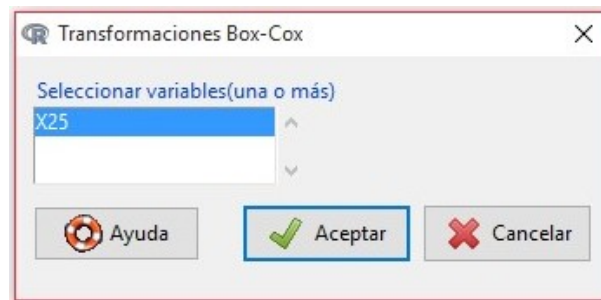 Transformaciones Box-Cox
Seleccionar variables(una o más)
X25
Ayuda
Aceptar
Cancelar